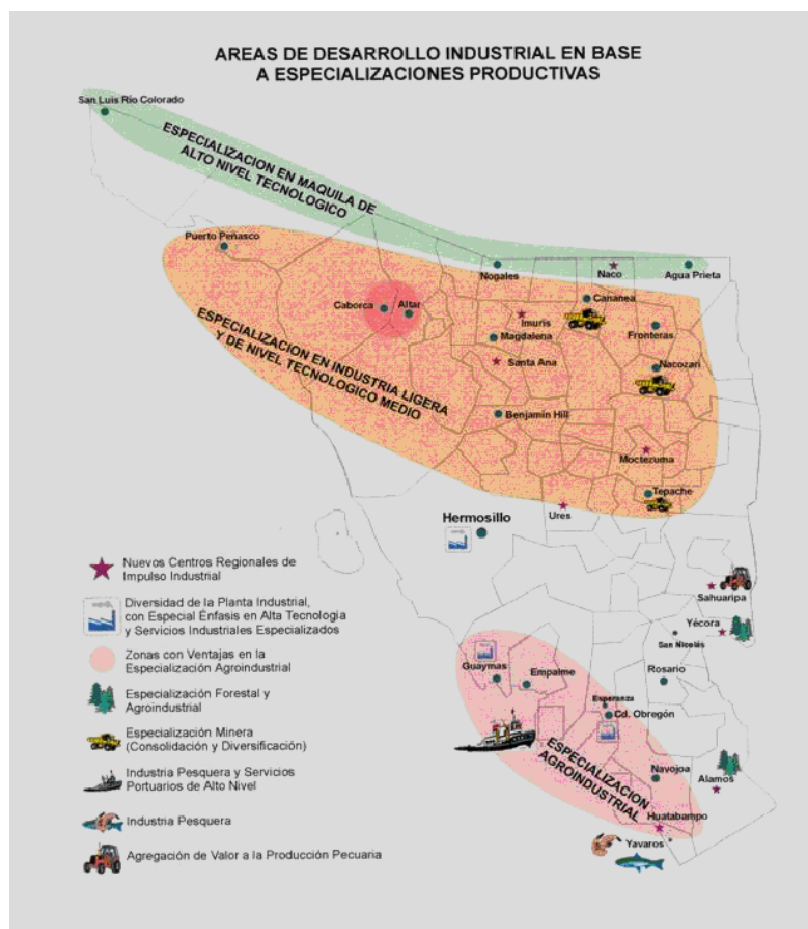 AREAS DE DESARROLLO INDUSTRIAL EN BASE
A ESPECIALIZACIONES PRODUCTIVAS
San Luis Río Colorado
ESPECIALIZACION EN MAQUILA DE
ALTO NIVEL TECNOLOGICO
Puerto Peñasco
Nogales
Naco
Agua Prieta
Caborca
Altar
Cananea
Imuris
Fronteras
Magdalena
ESPECIALIZACION EN INDUSTRIA LIGERA
Y DE NIVEL TECNOLOGICO MEDIO
Santa Ana
Nacozari
Benjamin Hill
Moctezuma
Tepache
Ures
Hermosillo
Nuevos Centros Regionales de
Impulso Industrial
Diversidad de la Planta Industrial,
con Especial Énfasis en Alta Tecnología
y Servicios Industriales Especializados
Zonas con Ventajas en la
Especialización Agroindustrial
Especialización Forestal y
Agroindustrial
Especialización Minera
(Consolidación y Diversificación)
Industria Pesquera y Servicios
Portuarios de Alto Nivel
Industria Pesquera
Agregación de Valor a la Producción Pecuaria
Sahuaripa
Yécora
San Nicolás
Guaymas
Empalme
Rosario
Esperanza
Cd. Obregón
ESPECIALIZACION
AGROINDUSTRIAL
Navojoa
Alamos
Huatabampo
Yavaros